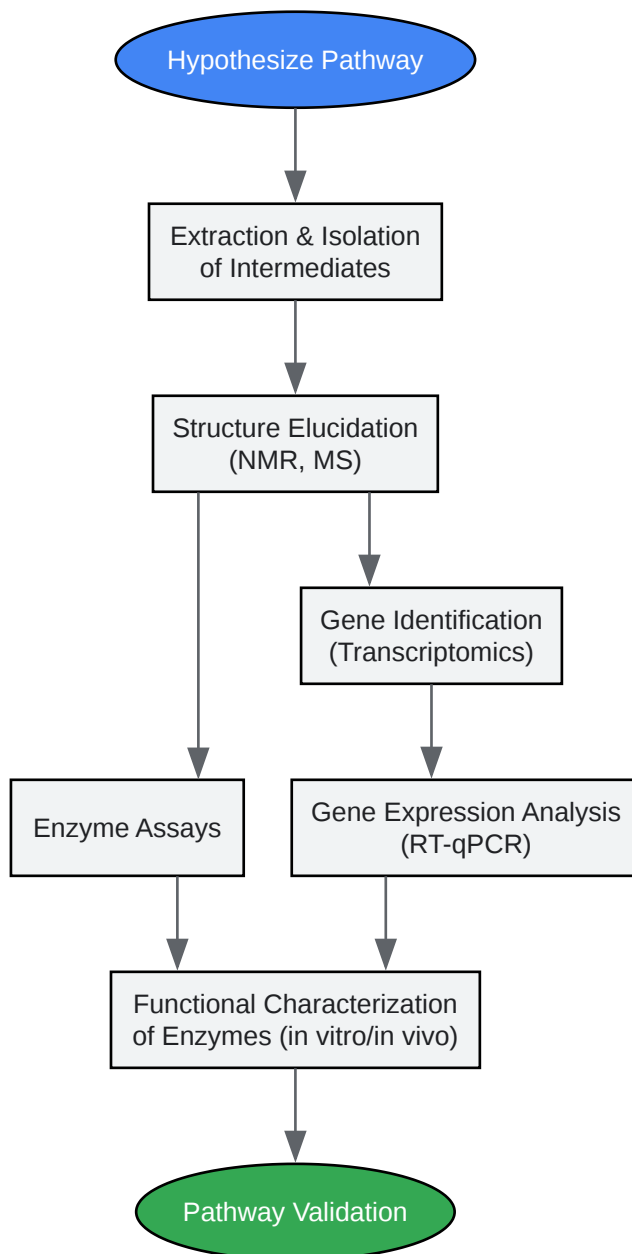 Hypothesize Pathway
Extraction & Isolation
of Intermediates
Structure Elucidation
(NMR, MS)
Gene Identification
(Transcriptomics)
Enzyme Assays
Gene Expression Analysis
(RT-qPCR)
Functional Characterization
of Enzymes (in vitro/in vivo)
Pathway Validation